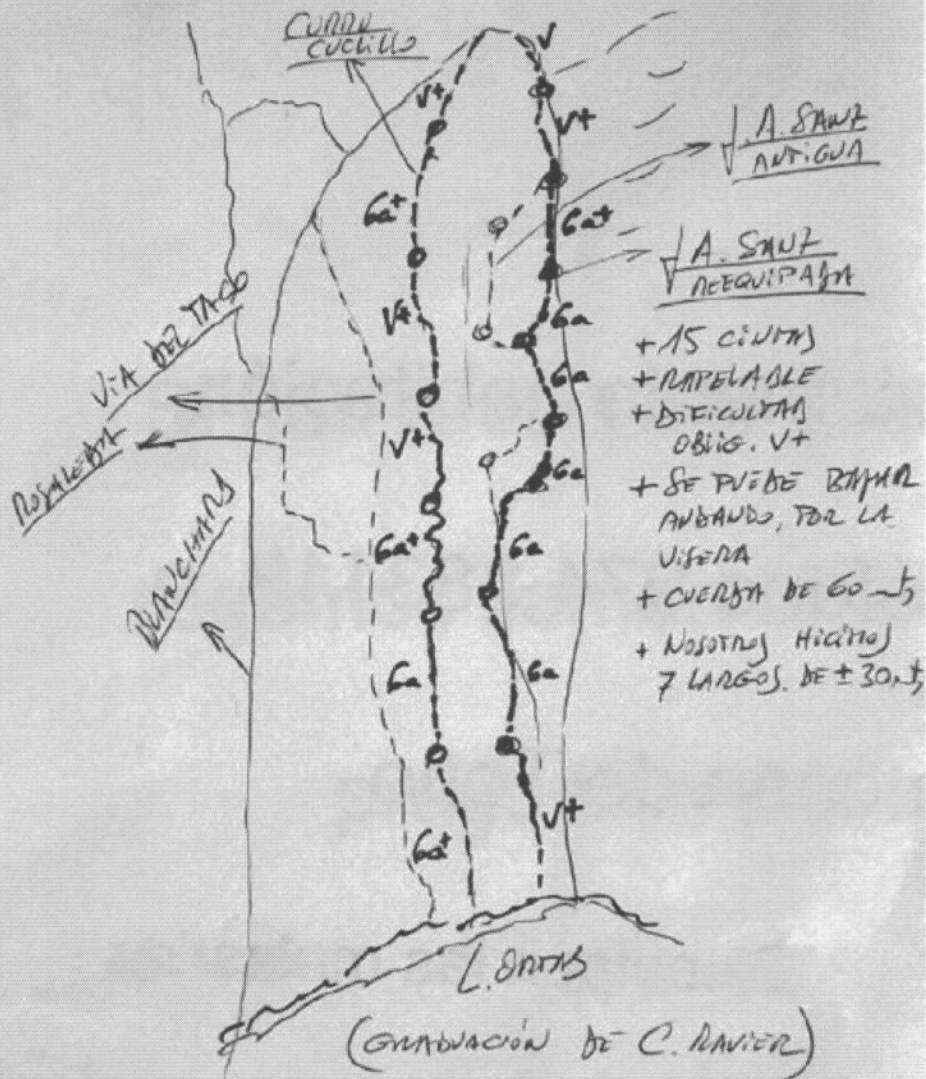 CURRU
CUCLILLO
V
V+
V+
A. SANZ
ANTIGUA
6a+
6a+
A. SANZ
REEQUIPADA
V+
6a
VIA DEL TACO
+ 15 CINTAS
6a
+ RAPELABLE
+ DIFICULTAD
OBLIG. V+
V+
ROSALEDA
6a
+ SE PUEDE BAJAR
ANDANDO, POR LA
VISERA
6a+
6a
+ CUERDA DE 60
+ NOSOTROS HICIMOS
7 LARGOS. DE ± 30
6a
6a
V+
6a+
L. ORTAS
(GRADUACIÓN DE C. RAVIER)